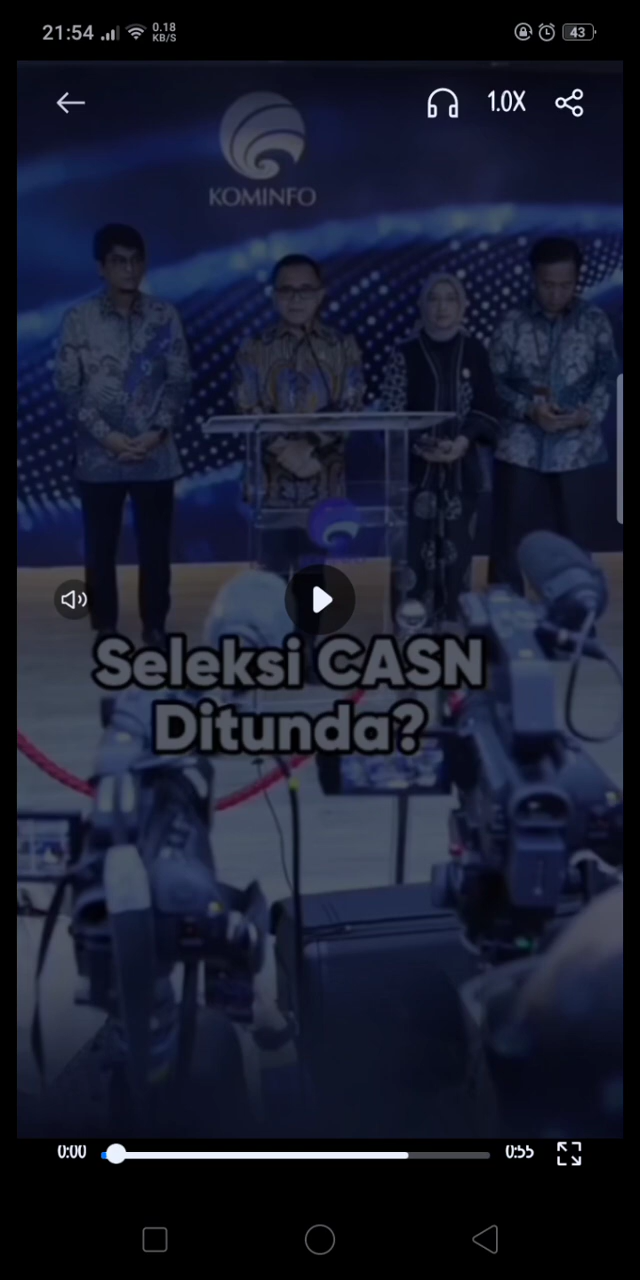 21:54
0.18
KB/S
43
1.0X
KOMINFO
Seleksi CASN
Ditunda?
0:00
0:55